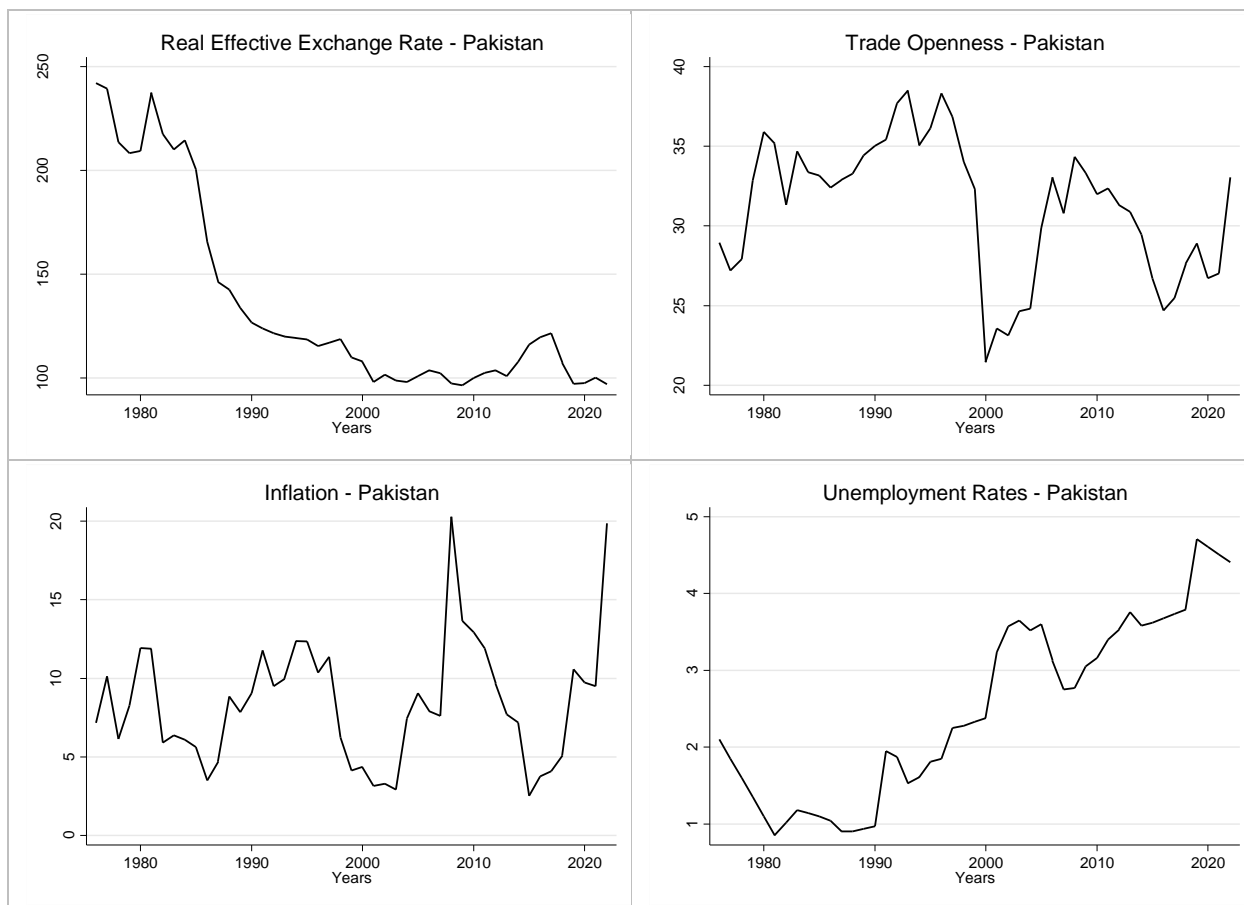 Real Effective Exchange Rate - Pakistan
250
200
150
100
1980 1990 2000 2010 2020
Years
Trade Openness - Pakistan
40
35
30
25
20
1980 1990 2000 2010 2020
Years
Inflation - Pakistan
20
15
10
5
0
1980 1990 2000 2010 2020
Years
Unemployment Rates - Pakistan
5
4
3
2
1
1980 1990 2000 2010 2020
Years